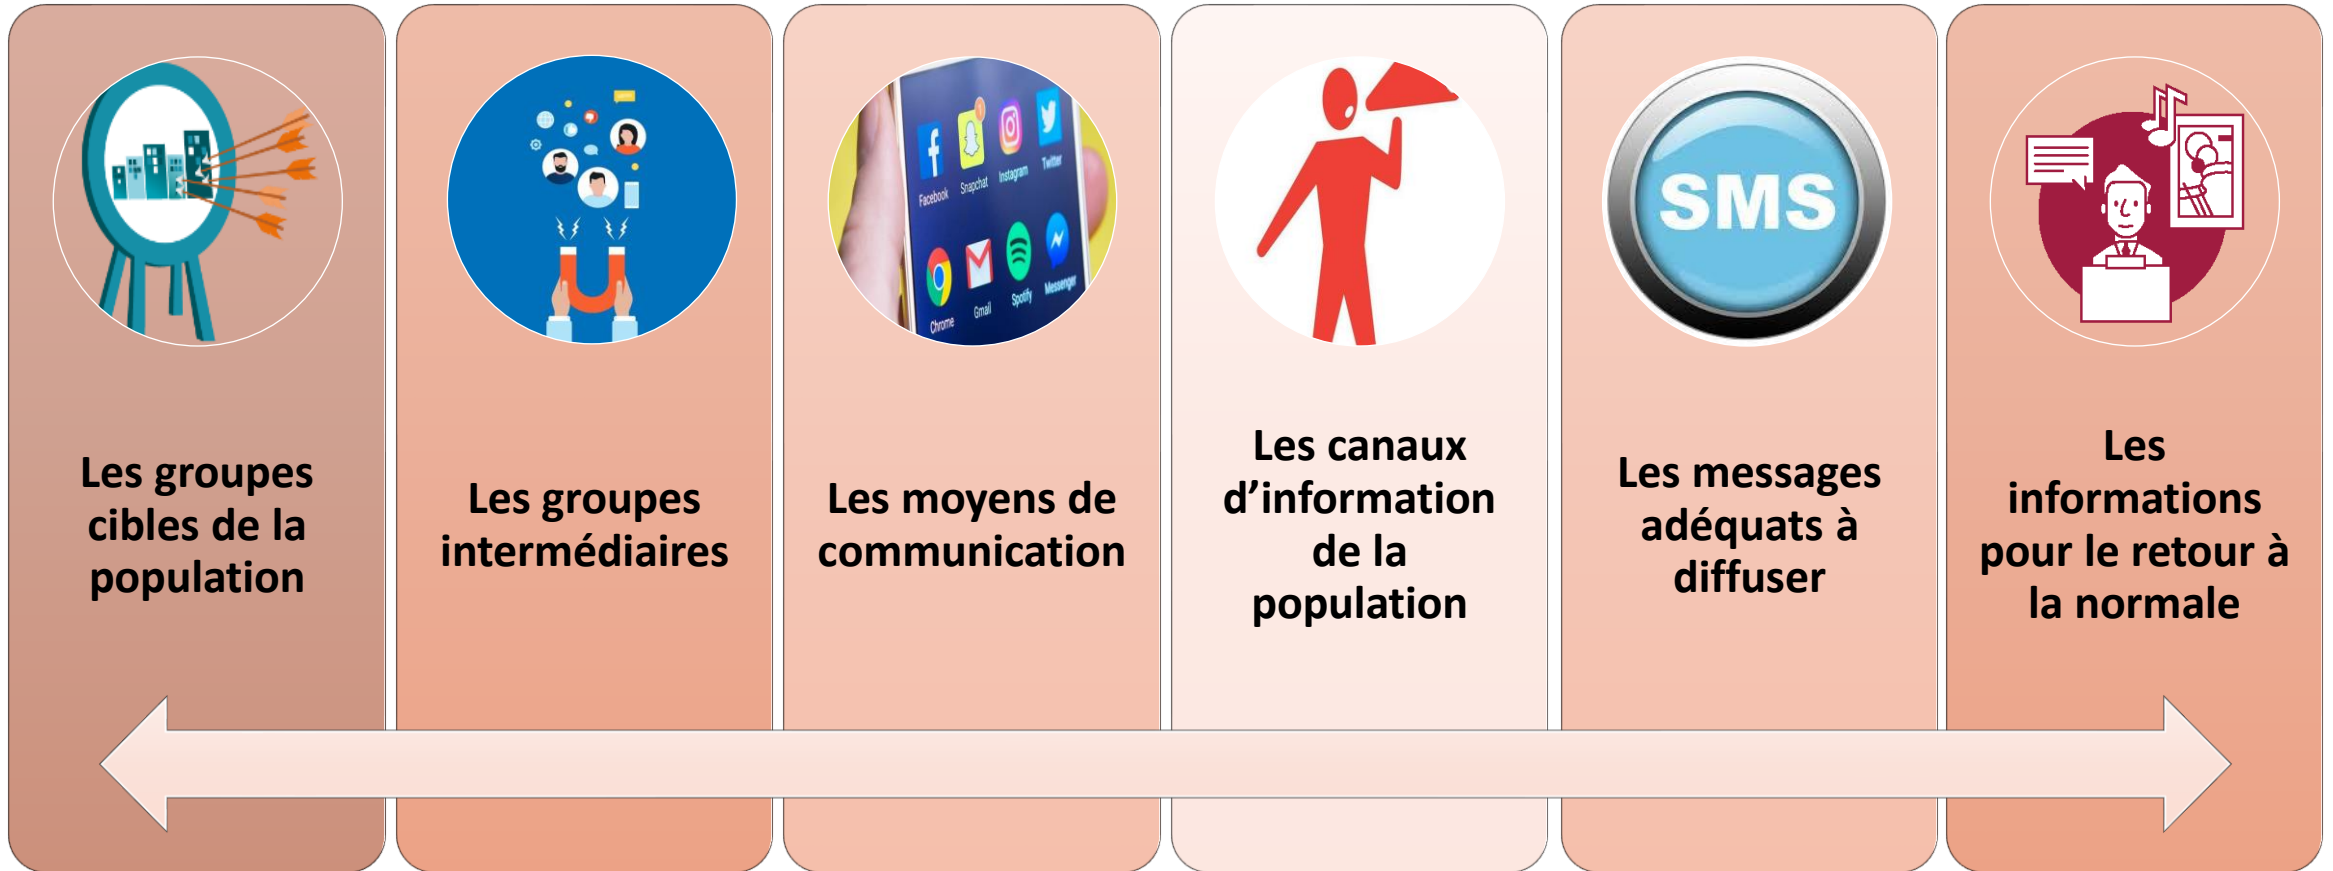 Facebook
Snapchat
Instagram
Twitter
Chrome
Gmail
Spotify
Messenger
SMS
Les groupes
cibles de la
population
Les groupes
intermédiaires
Les moyens de
communication
Les canaux
d’information
de la
population
Les messages
adéquats à
diffuser
Les
informations
pour le retour à
la normale